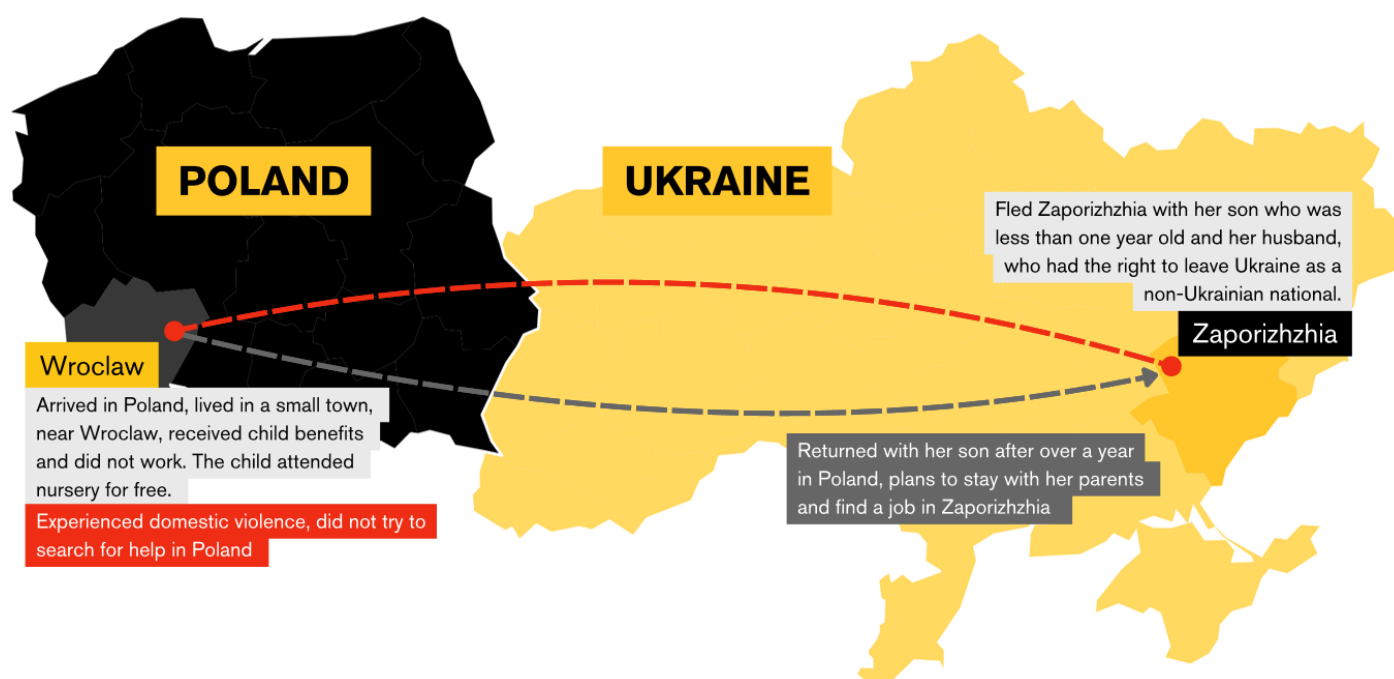 POLAND
UKRAINE
Fled Zaporizhzhia with her son who was
less than one year old and her husband,
who had the right to leave Ukraine as a
non-Ukrainian national.
Zaporizhzhia
Wroclaw
Arrived in Poland, lived in a small town,
near Wroclaw, received child benefits
and did not work. The child attended
nursery for free.
Experienced domestic violence, did not try to
search for help in Poland
Returned with her son after over a year
in Poland, plans to stay with her parents
and find a job in Zaporizhzhia